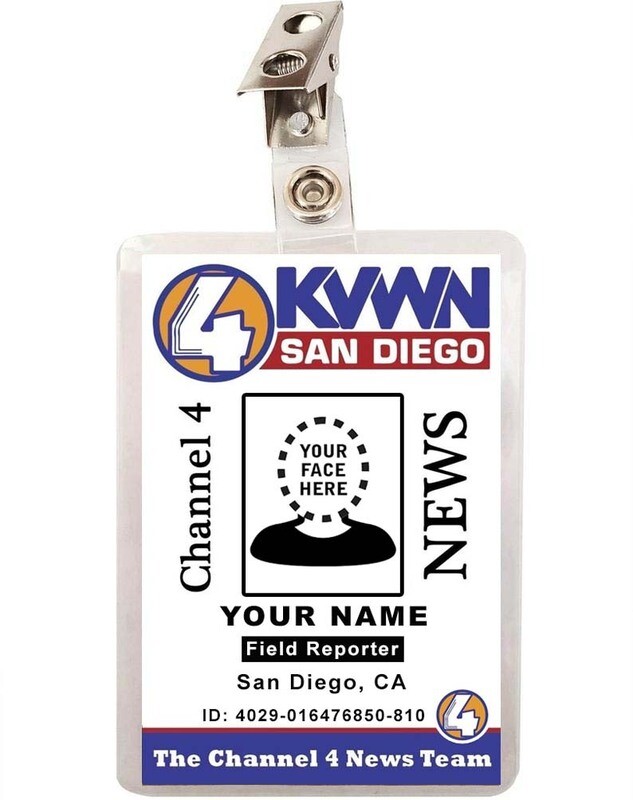 4 KVWN
SAN DIEGO
Channel 4
YOUR
FACE
HERE
NEWS
YOUR NAME
Field Reporter
San Diego, CA
ID: 4029-016476850-810
4
The Channel 4 News Team